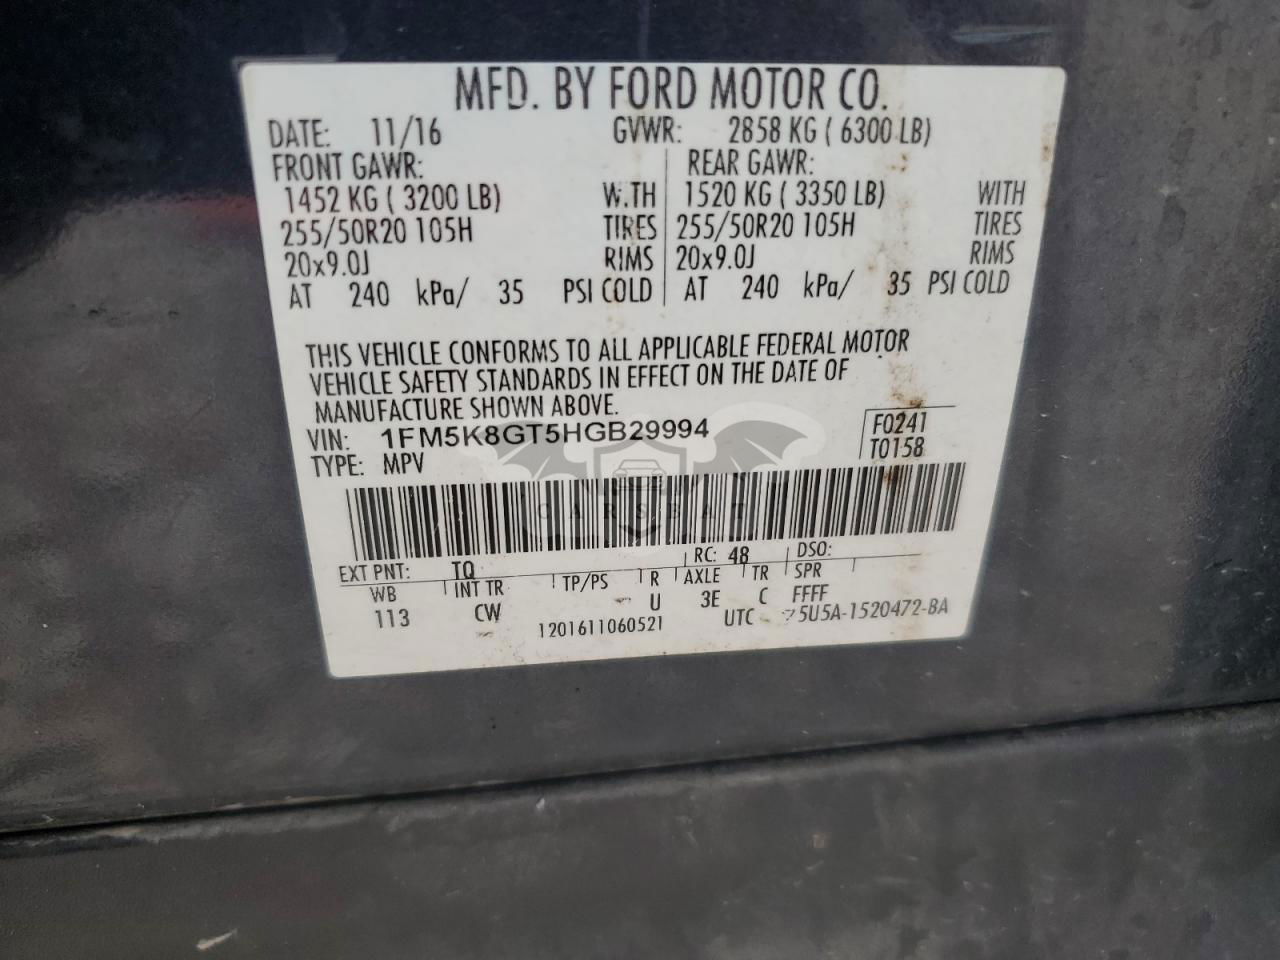 MFD. BY FORD MOTOR CO.
DATE: 11/16 GVWR: 2858 KG ( 6300 LB)
FRONT GAWR: REAR GAWR:
1452 KG ( 3200 LB) WITH 1520 KG ( 3350 LB) WITH
255/50R20 105H TIRES 255/50R20 105H TIRES
20x9.0J RIMS 20x9.0J RIMS
AT 240 kPa/ 35 PSI COLD AT 240 kPa/ 35 PSI COLD
THIS VEHICLE CONFORMS TO ALL APPLICABLE FEDERAL MOTOR
VEHICLE SAFETY STANDARDS IN EFFECT ON THE DATE OF
MANUFACTURE SHOWN ABOVE.
VIN: 1FM5K8GT5HGB29994 F0241
TYPE: MPV T0158
CARSBAT
EXT PNT: TQ RC: 48 DSO:
WB INT TR TP/PS R AXLE TR SPR
113 CW U 3E C FFFF
1201611060521 UTC